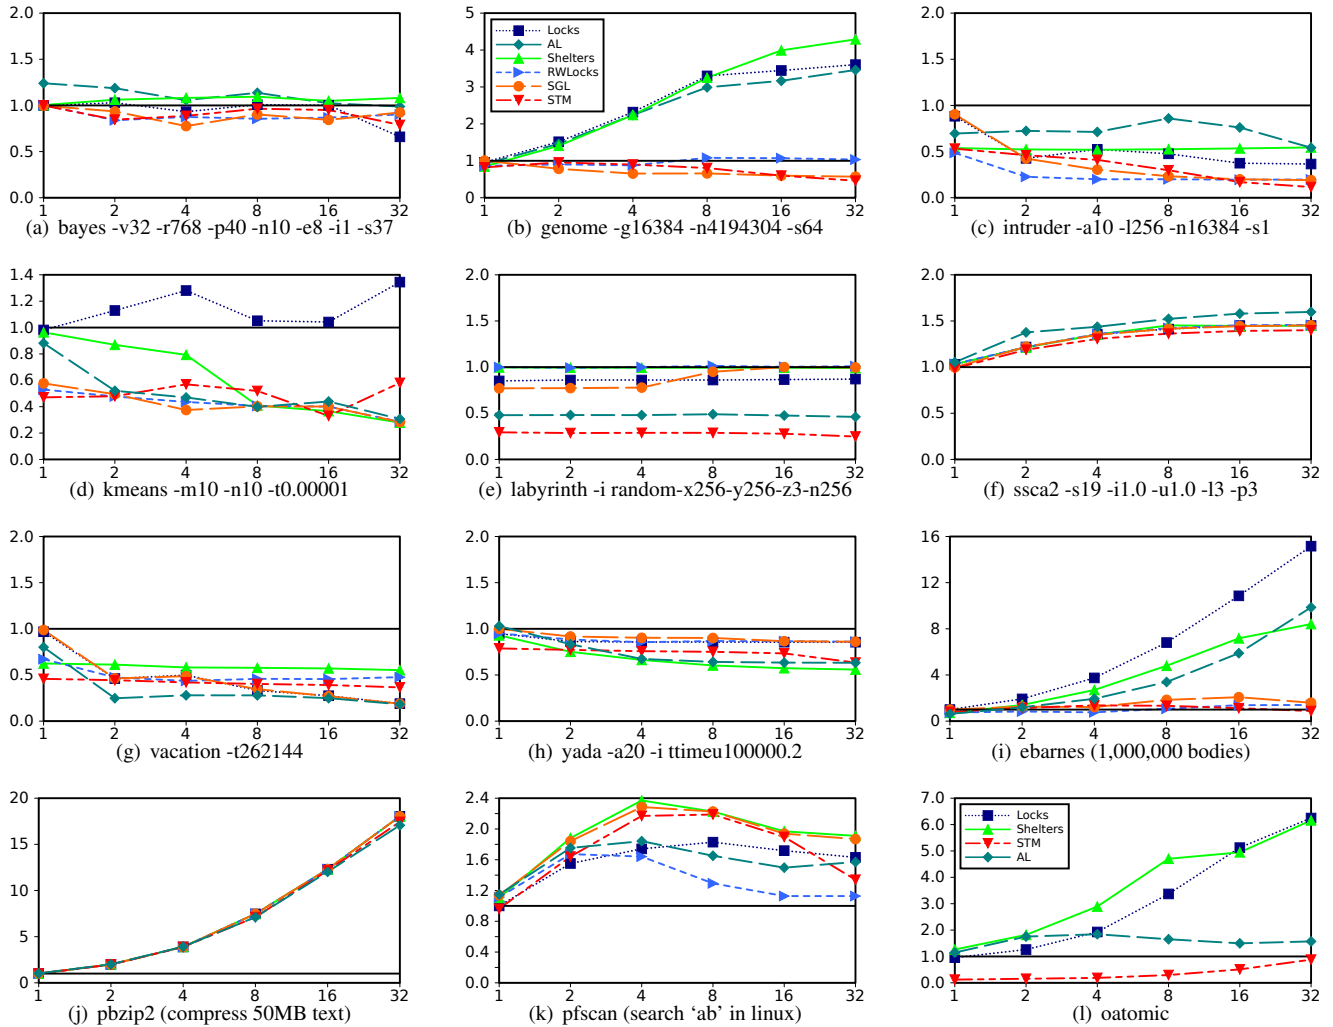 2.0
1.5
1.0
0.5
0.0
1 2 4 8 16 32
(a) bayes -v32 -r768 -p40 -n10 -e8 -i1 -s37
5
4
3
2
1
0
Locks
AL
Shelters
RWLocks
SGL
STM
1 2 4 8 16 32
(b) genome -g16384 -n4194304 -s64
2.0
1.5
1.0
0.5
0.0
1 2 4 8 16 32
(c) intruder -a10 -l256 -n16384 -s1
1.4
1.2
1.0
0.8
0.6
0.4
0.2
0.0
1 2 4 8 16 32
(d) kmeans -m10 -n10 -t0.00001
2.0
1.5
1.0
0.5
0.0
1 2 4 8 16 32
(e) labyrinth -i random-x256-y256-z3-n256
2.0
1.5
1.0
0.5
0.0
1 2 4 8 16 32
(f) ssca2 -s19 -i1.0 -u1.0 -l3 -p3
2.0
1.5
1.0
0.5
0.0
1 2 4 8 16 32
(g) vacation -t262144
2.0
1.5
1.0
0.5
0.0
1 2 4 8 16 32
(h) yada -a20 -i ttimeu100000.2
16
12
8
4
1
0
1 2 4 8 16 32
(i) ebarnes (1,000,000 bodies)
20
15
10
5
1
0
1 2 4 8 16 32
(j) pbzip2 (compress 50MB text)
2.4
2.0
1.6
1.2
1.0
0.8
0.4
0.0
1 2 4 8 16 32
(k) pfscan (search ‘ab’ in linux)
7.0
6.0
5.0
4.0
3.0
2.0
1.0
0.0
Locks
Shelters
STM
AL
1 2 4 8 16 32
(l) oatomic